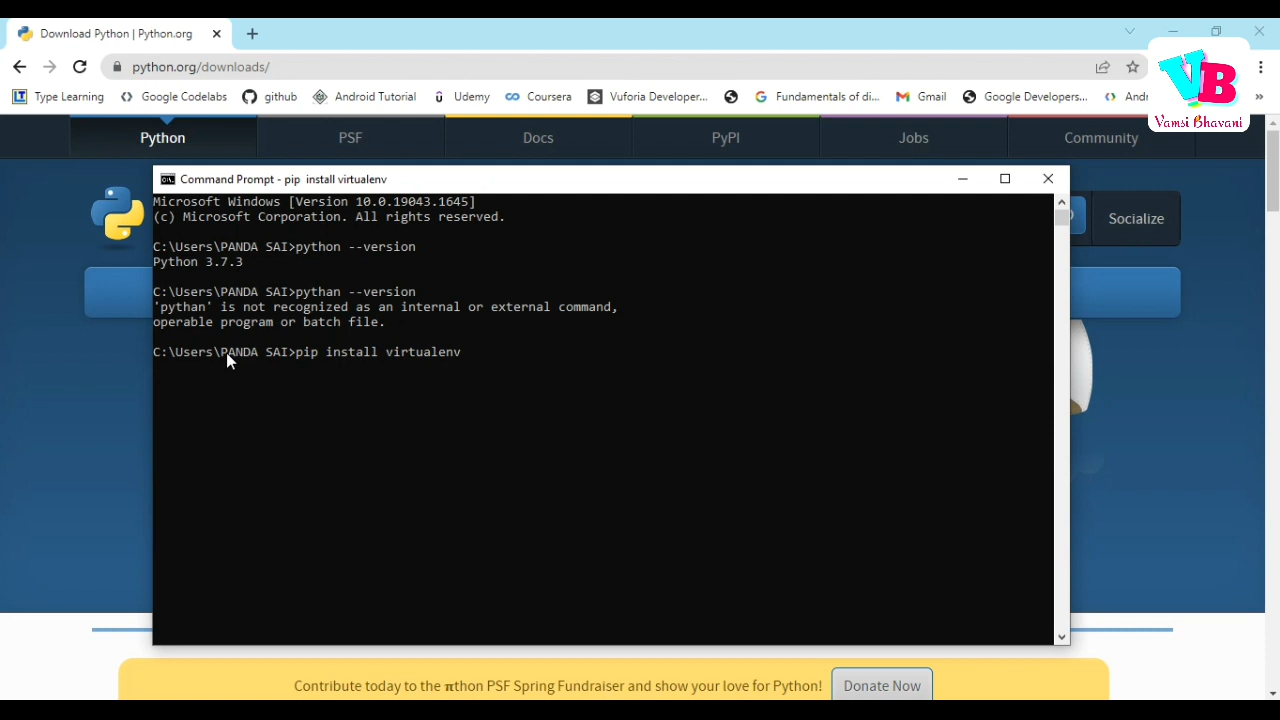 Download Python | Python.org
python.org/downloads/
Type Learning
Google Codelabs
github
Android Tutorial
Udemy
Coursera
Vuforia Developer...
Fundamentals of di...
Gmail
Google Developers...
VB
Vamsi Bhavani
Python
PSF
Docs
PyPI
Jobs
Community
Socialize
Command Prompt - pip  install virtualenv
Microsoft Windows [Version 10.0.19043.1645]
(c) Microsoft Corporation. All rights reserved.
C:\Users\PANDA SAI>python --version
Python 3.7.3
C:\Users\PANDA SAI>pythan --version
'pythan' is not recognized as an internal or external command,
operable program or batch file.
C:\Users\PANDA SAI>pip install virtualenv
Contribute today to the πthon PSF Spring Fundraiser and show your love for Python!
Donate Now